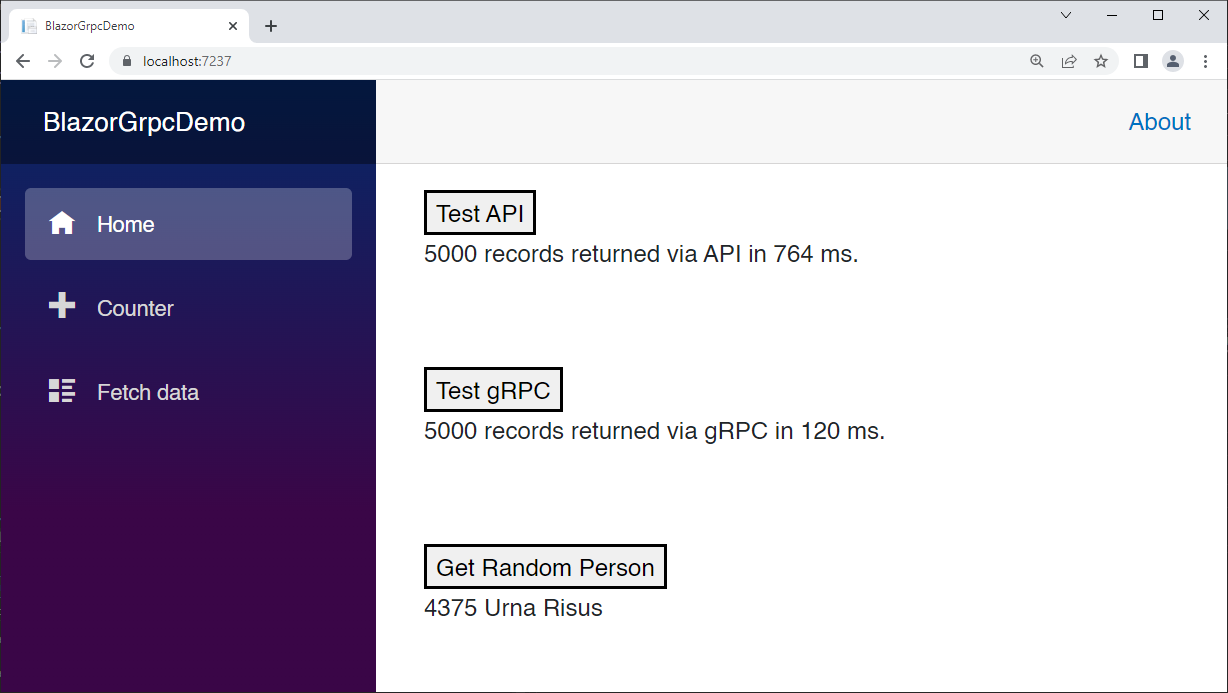 BlazorGrpcDemo
localhost:7237
BlazorGrpcDemo
About
Home
Counter
Fetch data
Test API
5000 records returned via API in 764 ms.
Test gRPC
5000 records returned via gRPC in 120 ms.
Get Random Person
4375 Urna Risus